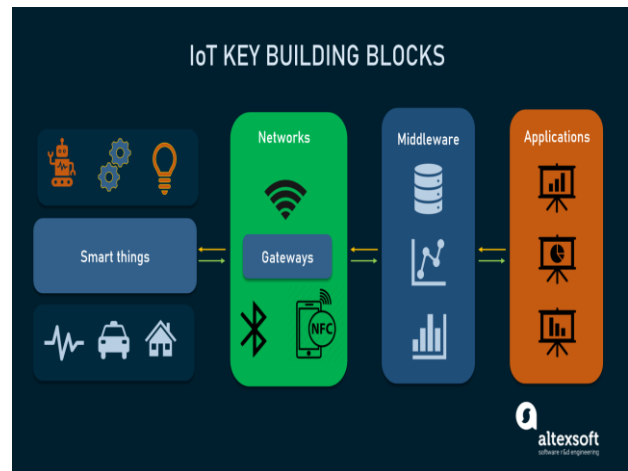 IoT KEY BUILDING BLOCKS
Smart things
Networks
Gateways
NFC
Middleware
Applications
altexsoft
software r&d engineering